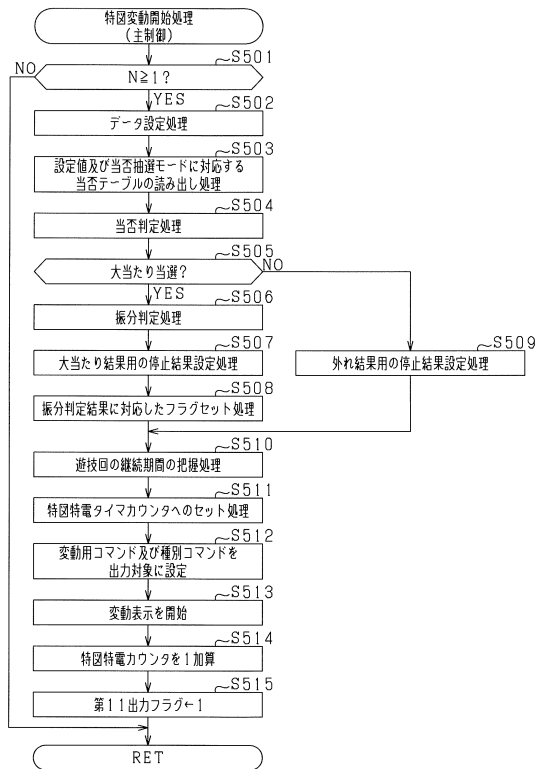 特図変動開始処理
(主制御)
S501
NO
N≧1?
YES
S502
データ設定処理
S503
設定値及び当否抽選モードに対応する
当否テーブルの読み出し処理
S504
当否判定処理
S505
大当たり当選?
NO
YES
S506
振分判定処理
S507
大当たり結果用の停止結果設定処理
S509
外れ結果用の停止結果設定処理
S508
振分判定結果に対応したフラグセット処理
S510
遊技回の継続期間の把握処理
S511
特図特電タイマカウンタへのセット処理
S512
変動用コマンド及び種別コマンドを
出力対象に設定
S513
変動表示を開始
S514
特図特電カウンタを1加算
S515
第11出力フラグ←1
RET